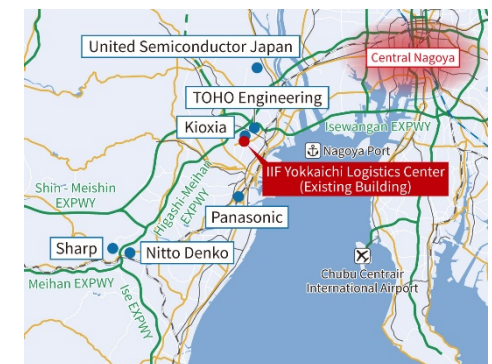 United Semiconductor Japan
Central Nagoya
TOHO Engineering
Kioxia
Isewangan EXPWY
Nagoya Port
IIF Yokkaichi Logistics Center
(Existing Building)
Shin - Meishin
EXPWY
Higashi-Meihan
EXPWY
Panasonic
Sharp
Nitto Denko
Chubu Centrair
International Airport
Meihan EXPWY
Ise EXPWY